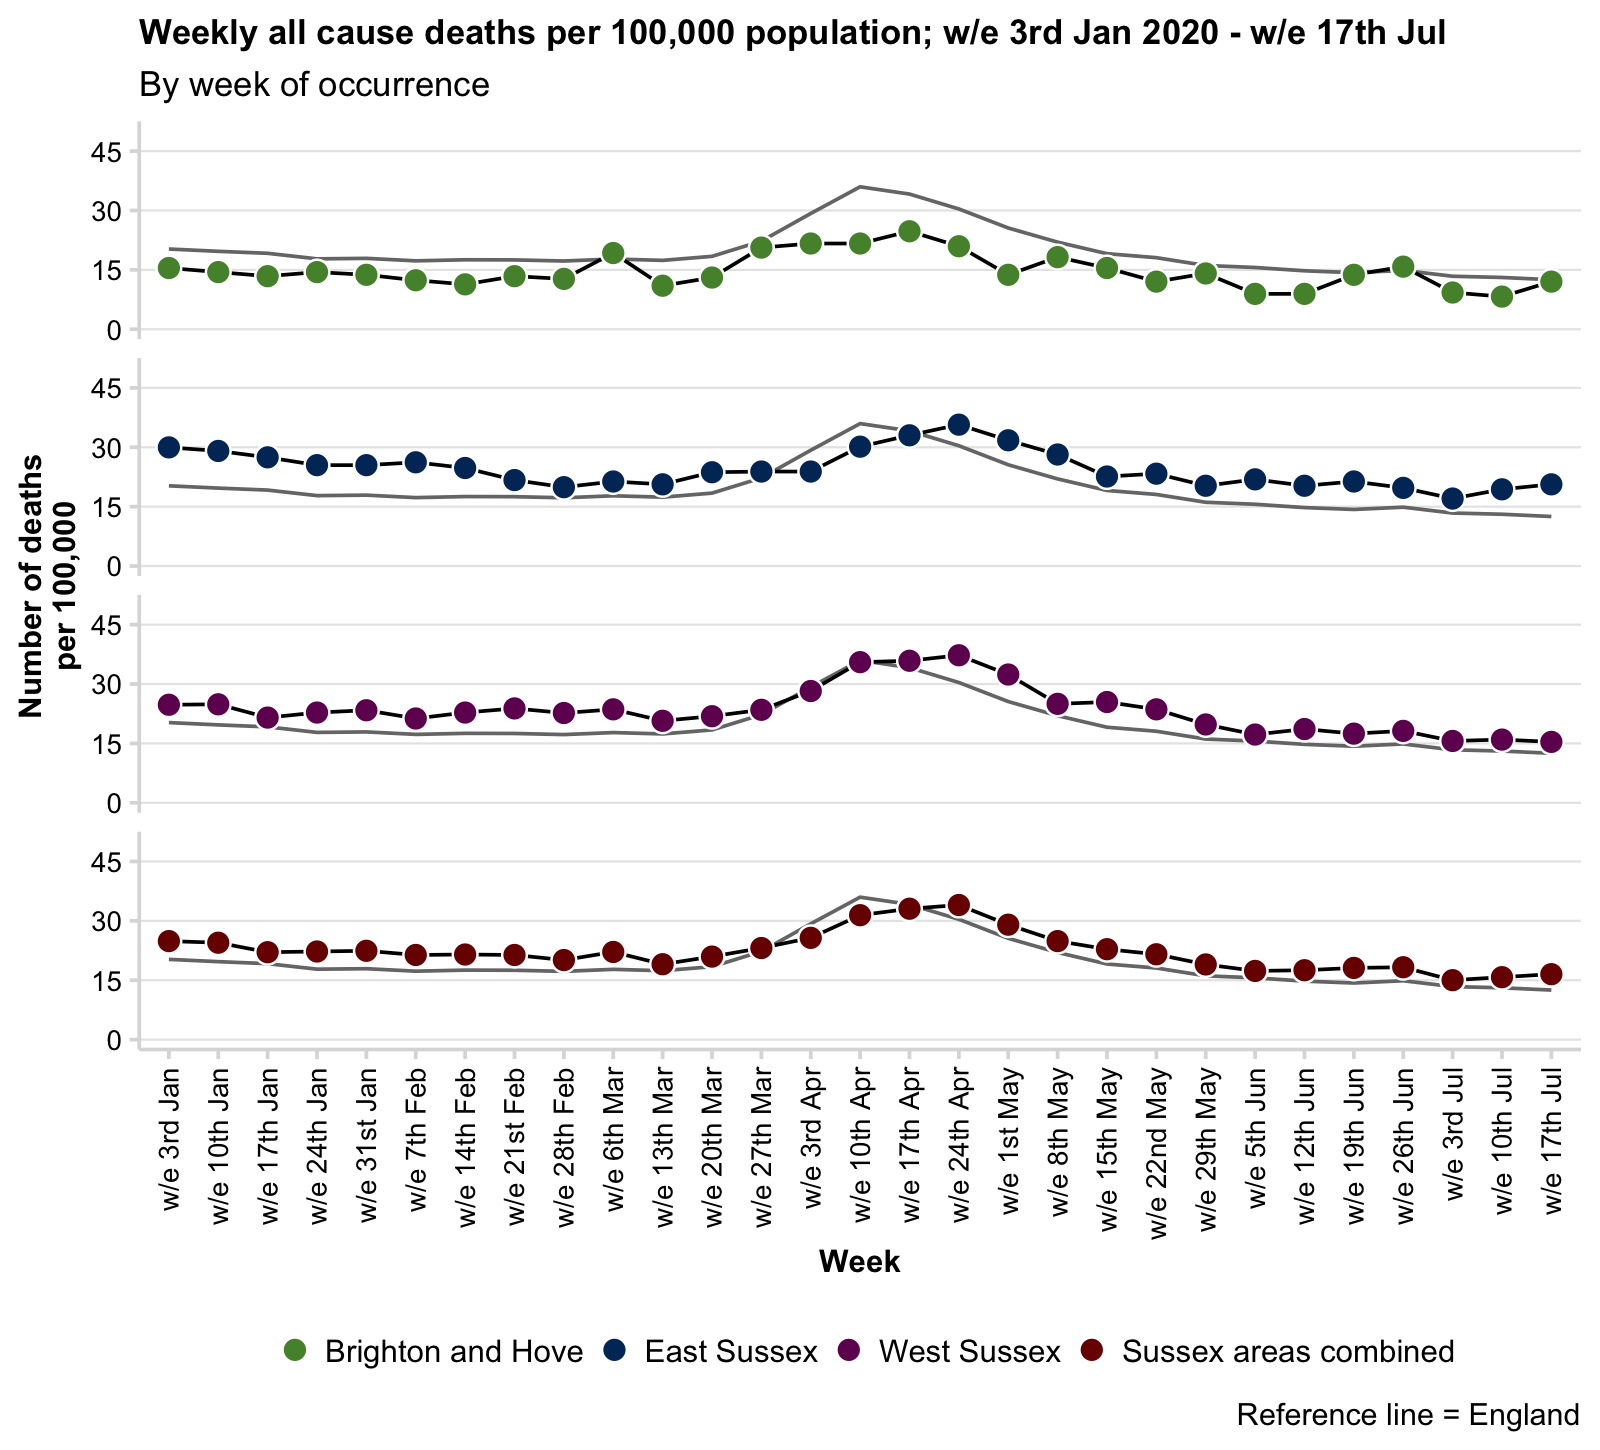 Weekly all cause deaths per 100,000 population; w/e 3rd Jan 2020 - w/e 17th Jul
By week of occurrence
Number of deaths
per 100,000
45
30
15
0
45
30
15
0
45
30
15
0
45
30
15
0
w/e 3rd Jan
w/e 10th Jan
w/e 17th Jan
w/e 24th Jan
w/e 31st Jan
w/e 7th Feb
w/e 14th Feb
w/e 21st Feb
w/e 28th Feb
w/e 6th Mar
w/e 13th Mar
w/e 20th Mar
w/e 27th Mar
w/e 3rd Apr
w/e 10th Apr
w/e 17th Apr
w/e 24th Apr
w/e 1st May
w/e 8th May
w/e 15th May
w/e 22nd May
w/e 29th May
w/e 5th Jun
w/e 12th Jun
w/e 19th Jun
w/e 26th Jun
w/e 3rd Jul
w/e 10th Jul
w/e 17th Jul
Week
Brighton and Hove East Sussex West Sussex Sussex areas combined
Reference line = England